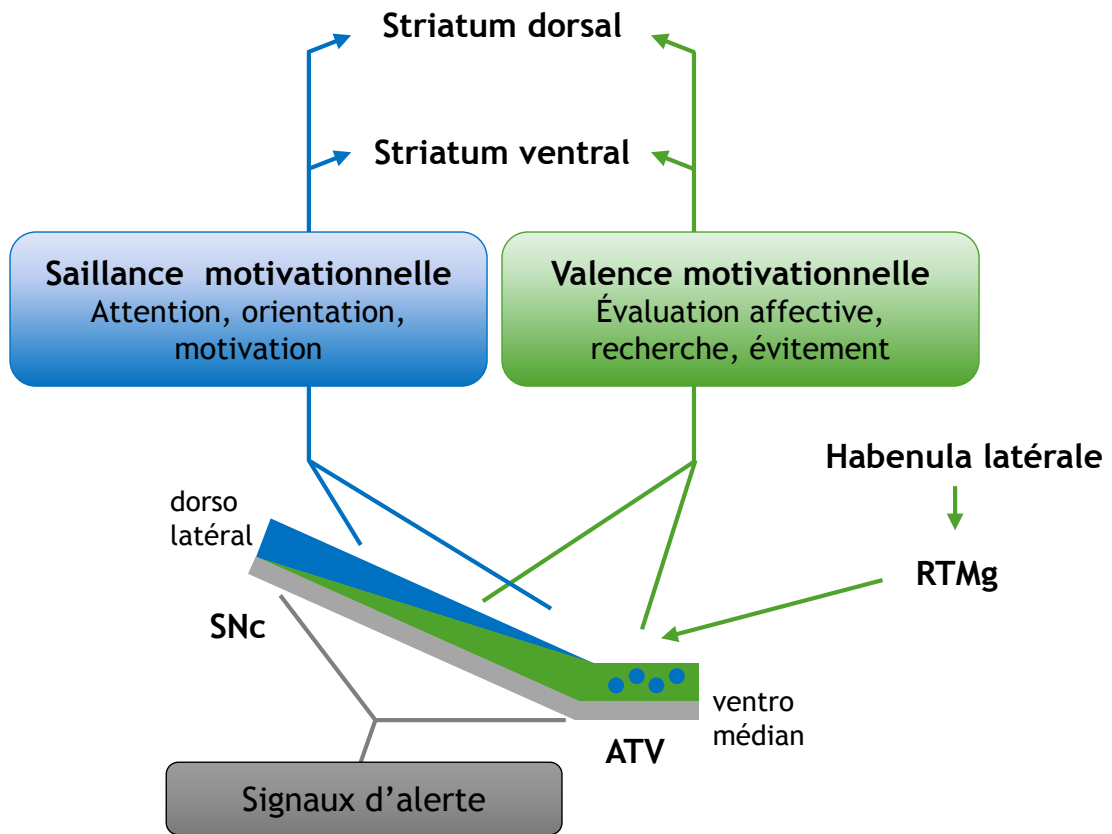 Striatum dorsal
Striatum ventral
Saillance motivationnelle
Attention, orientation,
motivation
Valence motivationnelle
Évaluation affective,
recherche, évitement
Habenula latérale
RTMg
dorso
latéral
SNc
ventro
médian
ATV
Signaux d'alerte